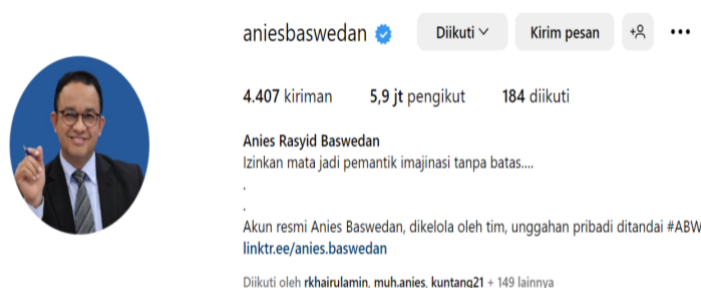 aniesbaswedan Diikuti Kirim pesan
4.407 kiriman 5,9 jt pengikut 184 diikuti
Anies Rasyid Baswedan
Izinkan mata jadi pemantik imajinasi tanpa batas....
.
.
Akun resmi Anies Baswedan, dikelola oleh tim, unggahan pribadi ditandai #ABW
linktr.ee/anies.baswedan
Diikuti oleh rkhairulamin, muh.anies, kuntang21 + 149 lainnya